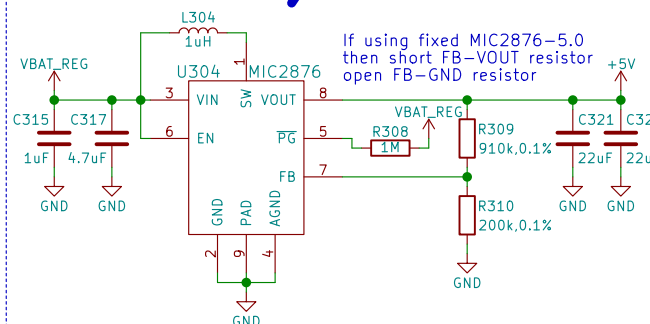 L304
1uH
If using fixed MIC2876-5.0
then short FB-VOUT resistor
open FB-GND resistor
VBAT_REG
U304
MIC2876
+5V
1
SW
3
VIN
VOUT
8
C315
1uF
C317
4.7uF
6
EN
PG
5
R308
1M
VBAT_REG
R309
910k,0.1%
C321
22uF
C32
22u
FB
7
GND
GND
GND
PAD
AGND
2
9
4
R310
200k,0.1%
GND
GND
GND
GND